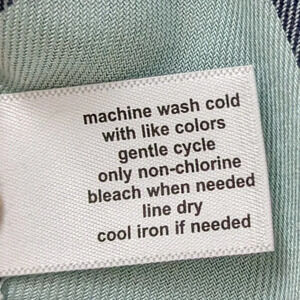 machine wash cold
with like colors
gentle cycle
only non-chlorine
bleach when needed
line dry
cool iron if needed